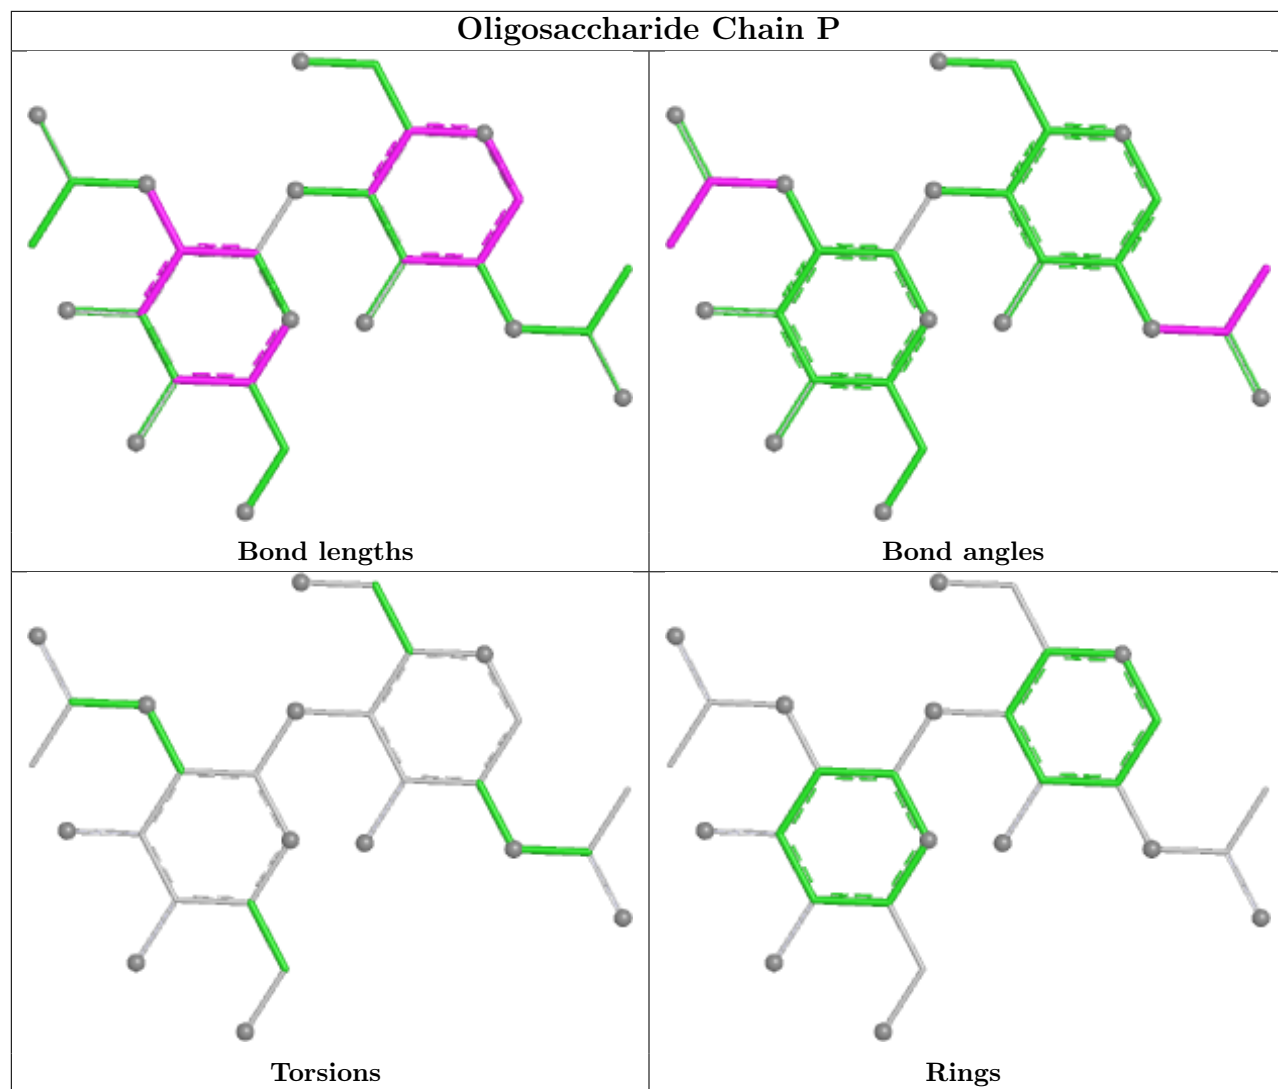 Oligosaccharide Chain P
Bond lengths
Bond angles
Torsions
Rings